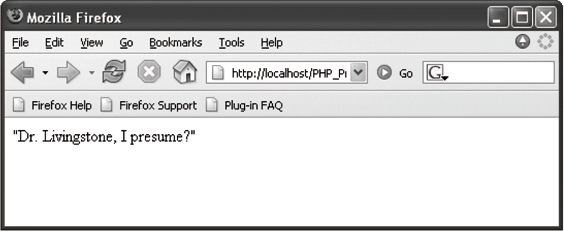 Mozilla Firefox
File Edit View Go Bookmarks Tools Help
http://localhost/PHP_Pr Go G
Firefox Help Firefox Support Plug-in FAQ
"Dr. Livingstone, I presume?"